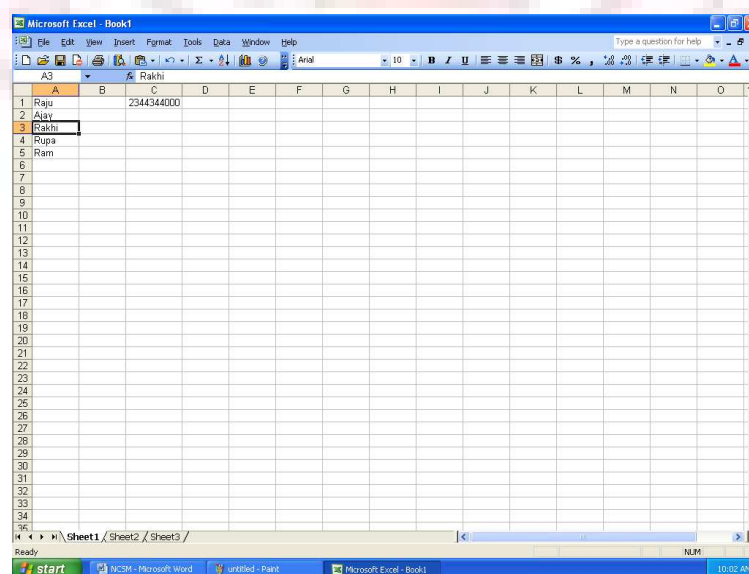 Microsoft Excel - Book1
File Edit View Insert Format Tools Data Window Help Type a question for help
Arial 10 B I U $ % ,
A3 fx Rakhi
A B C D E F G H I J K L M N O
1 Raju 2344344000
2 Ajay
3 Rakhi
4 Rupa
5 Ram
6
7
8
9
10
11
12
13
14
15
16
17
18
19
20
21
22
23
24
25
26
27
28
29
30
31
32
33
34
35
Sheet1 / Sheet2 / Sheet3 /
Ready NUM
start NCSM - Microsoft Word untitled - Paint Microsoft Excel - Book1 10:02 AM